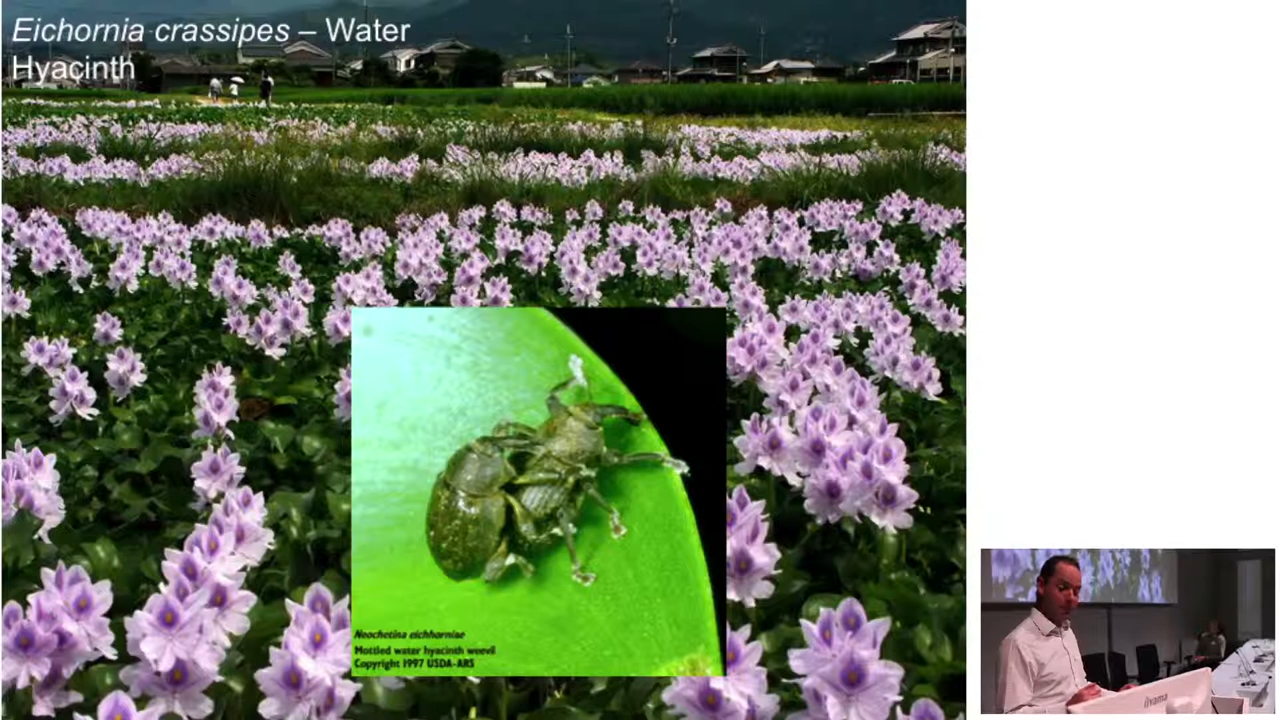 Eichornia crassipes – Water
Hyacinth
Neochetina eichhorniae
Mottled water hyacinth weevil
Copyright 1997 USDA-ARS
iiyama